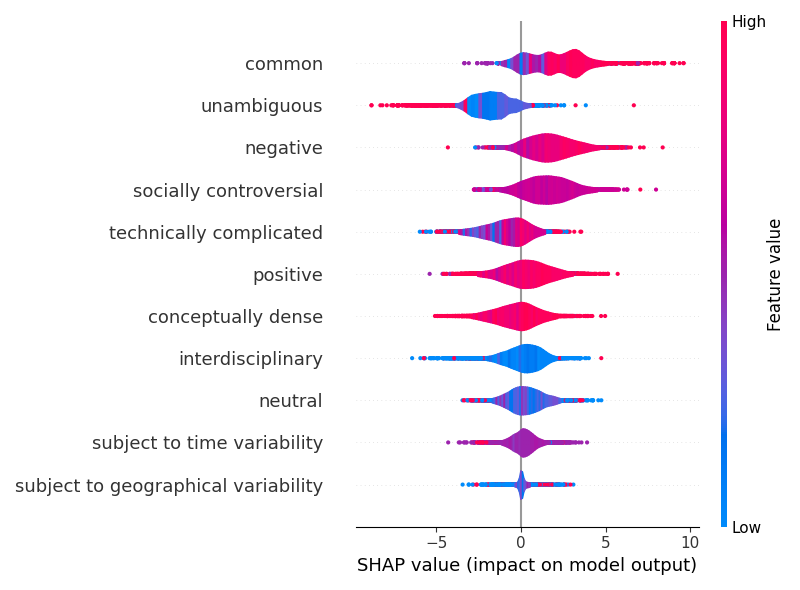 High
common
unambiguous
negative
socially controversial
technically complicated
positive
conceptually dense
interdisciplinary
neutral
subject to time variability
subject to geographical variability
Feature value
Low
−5 0 5 10
SHAP value (impact on model output)